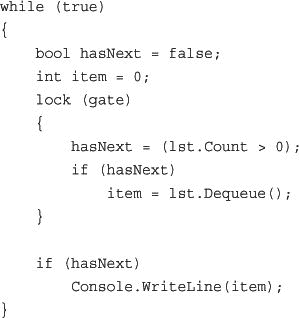 while (true)
{
    bool hasNext = false;
    int item = 0;
    lock (gate)
    {
        hasNext = (lst.Count > 0);
        if (hasNext)
            item = lst.Dequeue();
    }

    if (hasNext)
        Console.WriteLine(item);
}